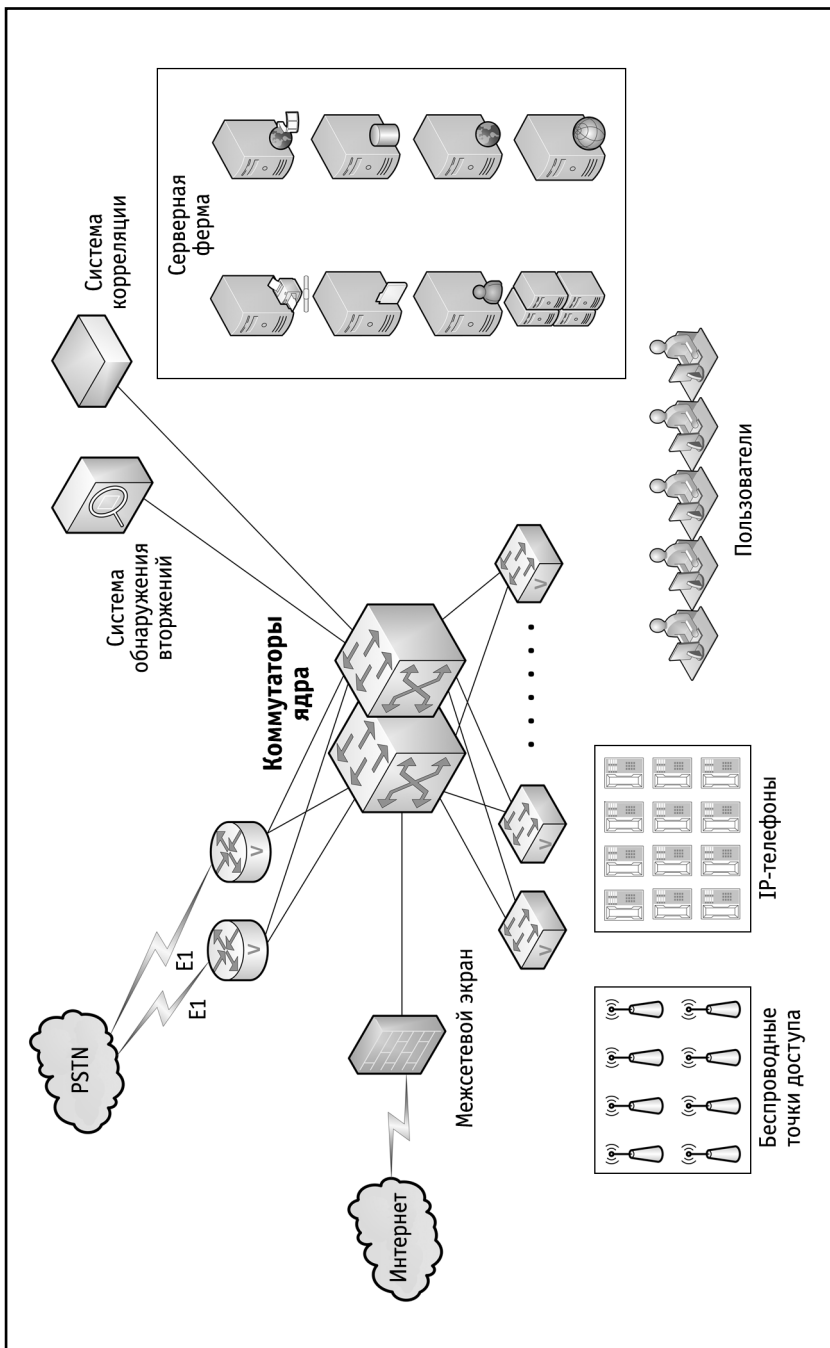 PSTN
E1
E1
Система
обнаружения
вторжений
Система
корреляции
Коммутаторы
ядра
Серверная
ферма
Интернет
Межсетевой экран
V
V
V
V
V
Беспроводные
точки доступа
IP-телефоны
Пользователи